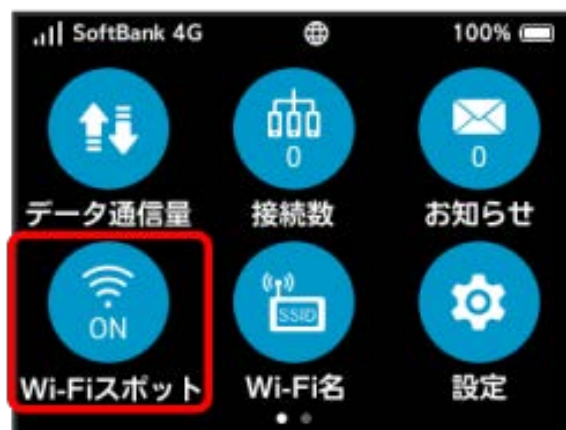 SoftBank 4G 100%
0 0
データ通信量 接続数 お知らせ
ON SSID
Wi-Fiスポット Wi-Fi名 設定